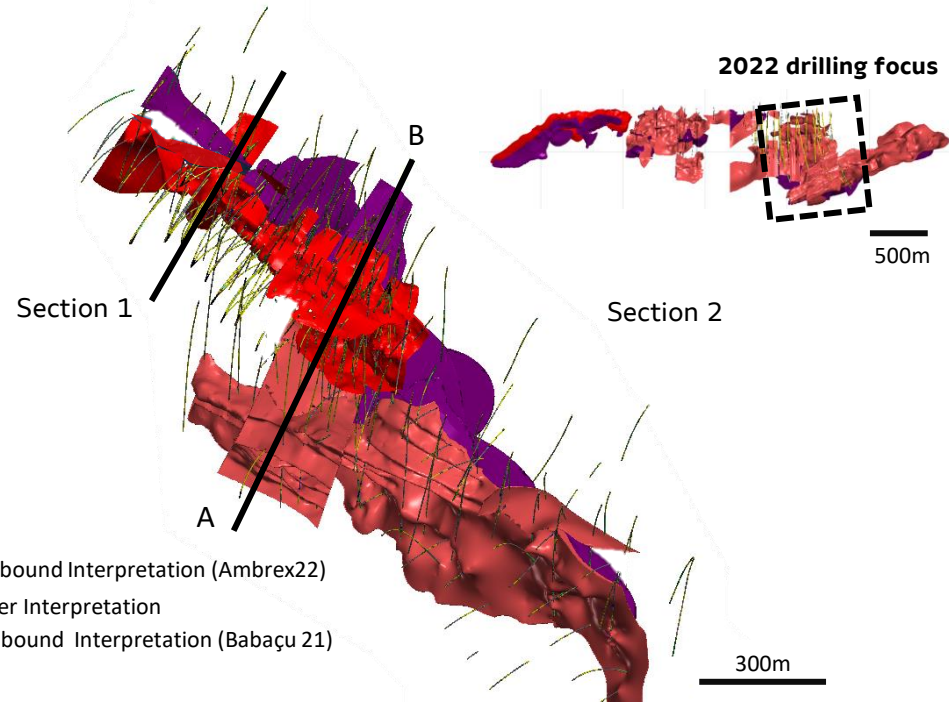 2022 drilling focus
B
500m
Section 1
Section 2
A
bound Interpretation (Ambrex22)
er Interpretation
bound Interpretation (Babaçu 21)
300m